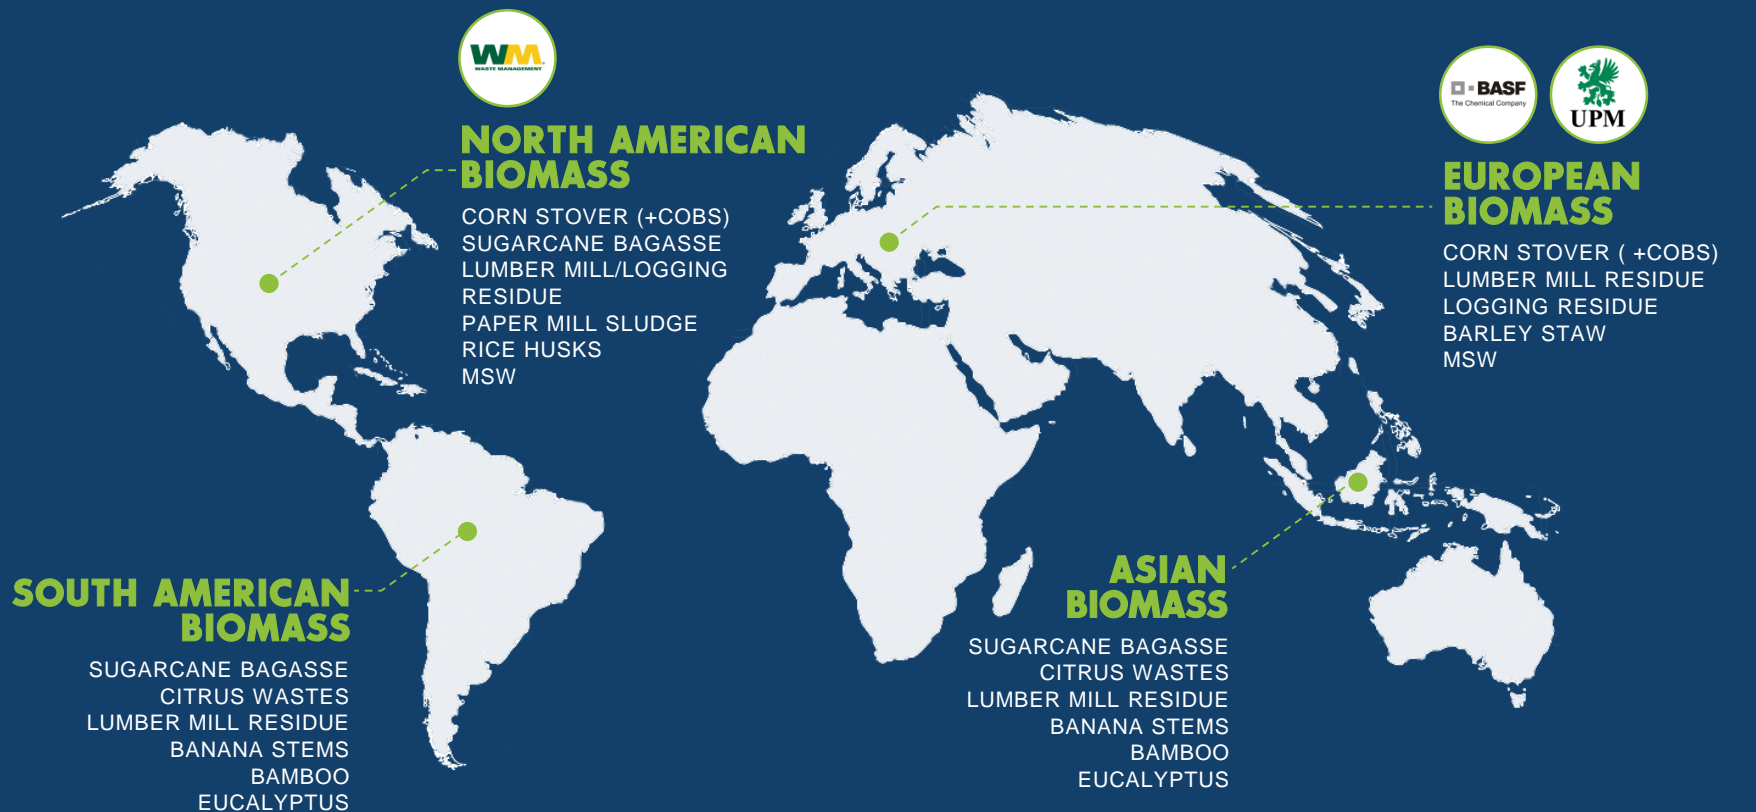 WM
WASTE MANAGEMENT
NORTH AMERICAN
BIOMASS
CORN STOVER (+COBS)
SUGARCANE BAGASSE
LUMBER MILL/LOGGING
RESIDUE
PAPER MILL SLUDGE
RICE HUSKS
MSW
BASF
The Chemical Company
UPM
EUROPEAN
BIOMASS
CORN STOVER ( +COBS)
LUMBER MILL RESIDUE
LOGGING RESIDUE
BARLEY STAW
MSW
SOUTH AMERICAN
BIOMASS
SUGARCANE BAGASSE
CITRUS WASTES
LUMBER MILL RESIDUE
BANANA STEMS
BAMBOO
EUCALYPTUS
ASIAN
BIOMASS
SUGARCANE BAGASSE
CITRUS WASTES
LUMBER MILL RESIDUE
BANANA STEMS
BAMBOO
EUCALYPTUS